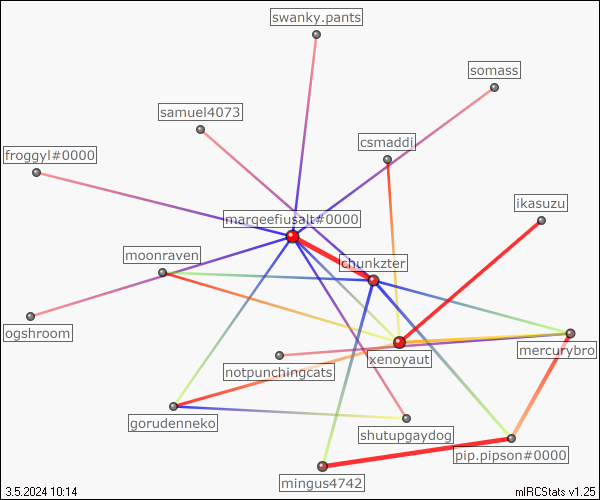 swanky.pants
somass
samuel4073
csmaddi
froggyl#0000
ikasuzu
marqeefiusalt#0000
moonraven
chunkzter
ogshroom
mercurybro
xenoyaut
notpunchingcats
gorudenneko
shutupgaydog
pip.pipson#0000
mingus4742
3.5.2024 10:14
mIRCStats v1.25